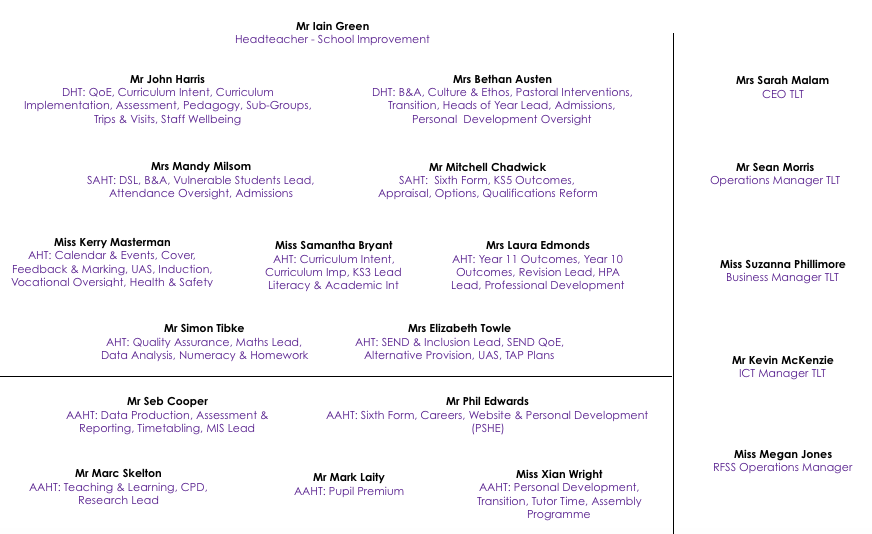 Mr Iain Green
Headteacher - School Improvement
Mr John Harris
DHT: QoE, Curriculum Intent, Curriculum
Implementation, Assessment, Pedagogy, Sub-Groups,
Trips & Visits, Staff Wellbeing
Mrs Bethan Austen
DHT: B&A, Culture & Ethos, Pastoral Interventions,
Transition, Heads of Year Lead, Admissions,
Personal Development Oversight
Mrs Mandy Milsom
SAHT: DSL, B&A, Vulnerable Students Lead,
Attendance Oversight, Admissions
Mr Mitchell Chadwick
SAHT: Sixth Form, KS5 Outcomes,
Appraisal, Options, Qualifications Reform
Miss Kerry Masterman
AHT: Calendar & Events, Cover,
Feedback & Marking, UAS, Induction,
Vocational Oversight, Health & Safety
Miss Samantha Bryant
AHT: Curriculum Intent,
Curriculum Imp, KS3 Lead
Literacy & Academic Int
Mrs Laura Edmonds
AHT: Year 11 Outcomes, Year 10
Outcomes, Revision Lead, HPA
Lead, Professional Development
Mr Simon Tibke
AHT: Quality Assurance, Maths Lead,
Data Analysis, Numeracy & Homework
Mrs Elizabeth Towle
AHT: SEND & Inclusion Lead, SEND QoE,
Alternative Provision, UAS, TAP Plans
Mr Seb Cooper
AAHT: Data Production, Assessment &
Reporting, Timetabling, MIS Lead
Mr Phil Edwards
AAHT: Sixth Form, Careers, Website & Personal Development
(PSHE)
Mr Marc Skelton
AAHT: Teaching & Learning, CPD,
Research Lead
Mr Mark Laity
AAHT: Pupil Premium
Miss Xian Wright
AAHT: Personal Development,
Transition, Tutor Time, Assembly
Programme
Mrs Sarah Malam
CEO TLT
Mr Sean Morris
Operations Manager TLT
Miss Suzanna Phillimore
Business Manager TLT
Mr Kevin McKenzie
ICT Manager TLT
Miss Megan Jones
RFSS Operations Manager